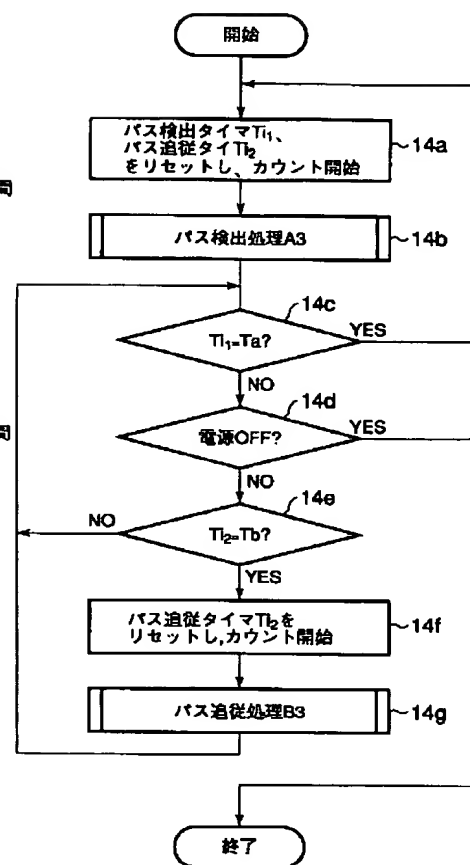 開始
パス検出タイマTi₁、
パス追従タイTi₂
をリセットし、カウント開始
14a
パス検出処理A3
14b
14c
Ti₁=Ta?
YES
NO
14d
電源OFF?
YES
NO
14e
Ti₂=Tb?
NO
YES
パス追従タイマTi₂を
リセットし,カウント開始
14f
パス追従処理B3
14g
終了